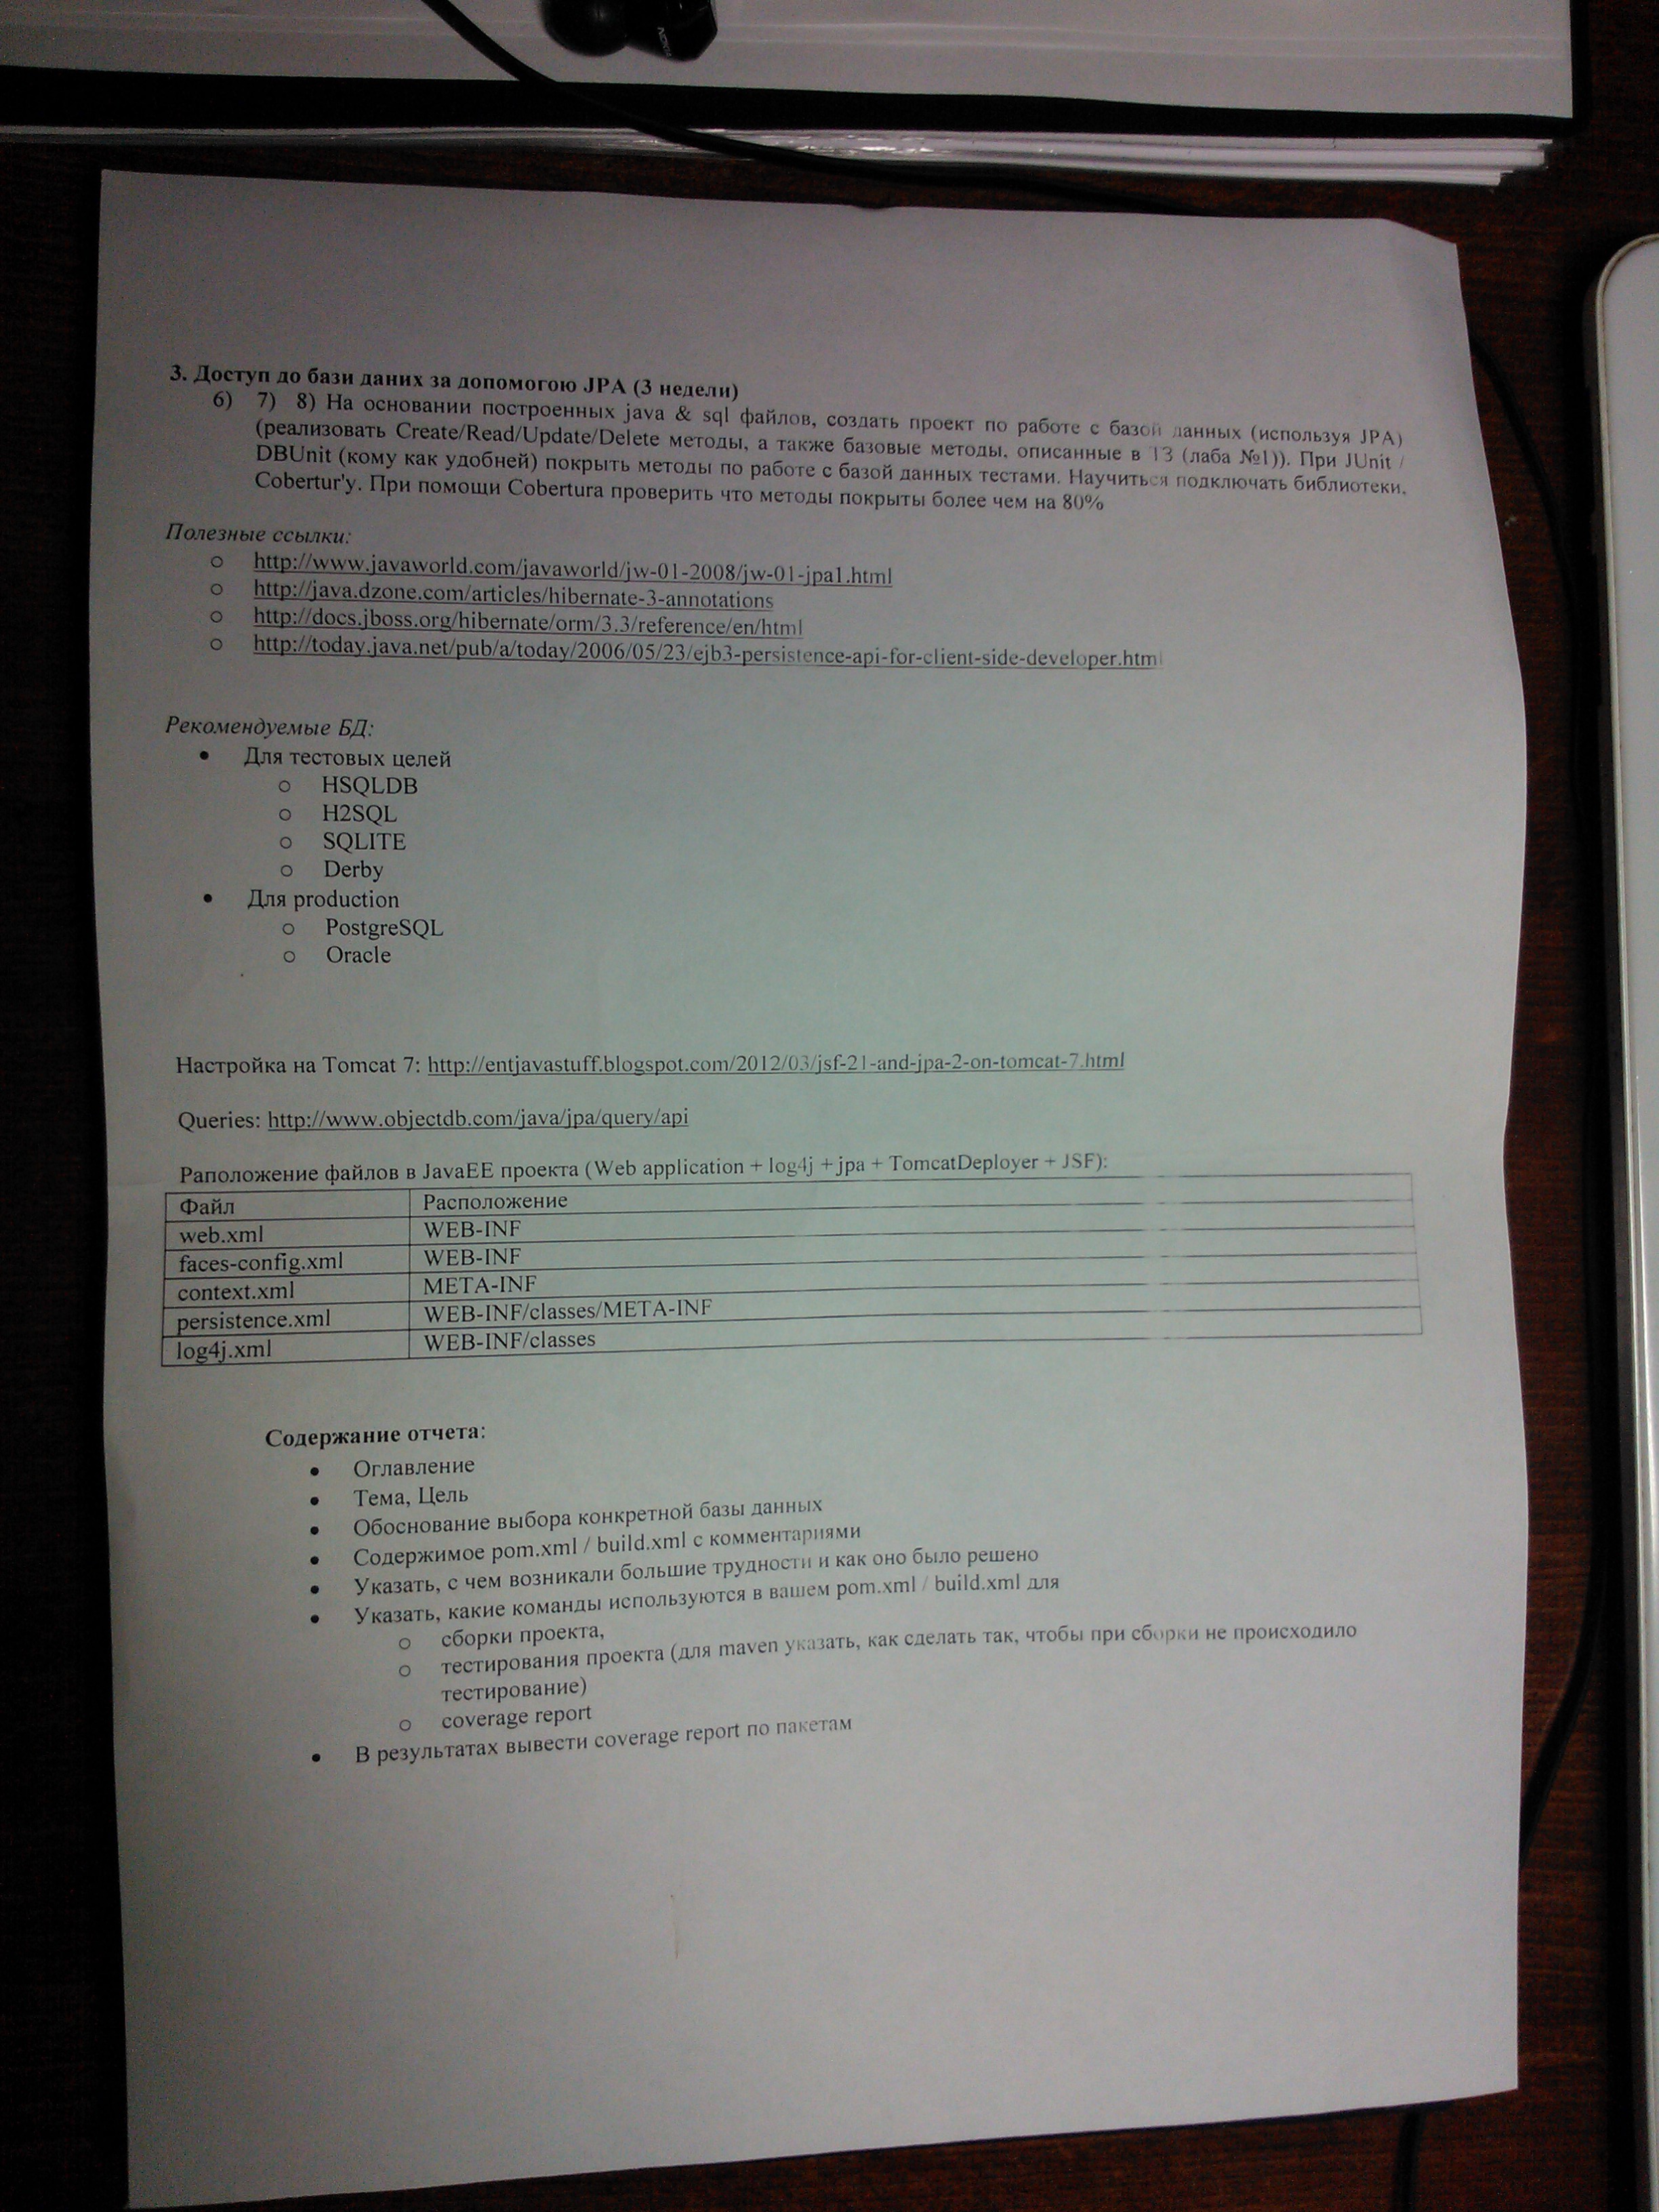 NOKIA
3. Доступ до бази даних за допомогою JPA (3 недели)
6) 7) 8) На основании построенных java & sql файлов, создать проект по работе с базой данных (используя JPA)
(реализовать Create/Read/Update/Delete методы, а также базовые методы, описанные в ТЗ (лаба №1)). При JUnit /
DBUnit (кому как удобней) покрыть методы по работе с базой данных тестами. Научиться подключать библиотеки,
Cobertur'у. При помощи Cobertura проверить что методы покрыты более чем на 80%
Полезные ссылки:
o http://www.javaworld.com/javaworld/jw-01-2008/jw-01-jpa1.html
o http://java.dzone.com/articles/hibernate-3-annotations
o http://docs.jboss.org/hibernate/orm/3.3/reference/en/html
o http://today.java.net/pub/a/today/2006/05/23/ejb3-persistence-api-for-client-side-developer.html
Рекомендуемые БД:
• Для тестовых целей
o HSQLDB
o H2SQL
o SQLITE
o Derby
• Для production
o PostgreSQL
o Oracle
Настройка на Tomcat 7: http://entjavastuff.blogspot.com/2012/03/jsf-21-and-jpa-2-on-tomcat-7.html
Queries: http://www.objectdb.com/java/jpa/query/api
Раположение файлов в JavaEE проекта (Web application + log4j +jpa + TomcatDeployer + JSF):
Файл Расположение
web.xml WEB-INF
faces-config.xml WEB-INF
context.xml META-INF
persistence.xml WEB-INF/classes/META-INF
log4j.xml WEB-INF/classes
Содержание отчета:
• Оглавление
• Тема, Цель
• Обоснование выбора конкретной базы данных
• Содержимое pom.xml / build.xml с комментариями
• Указать, с чем возникали большие трудности и как оно было решено
• Указать, какие команды используются в вашем pom.xml / build.xml для
o сборки проекта,
o тестирования проекта (для maven указать, как сделать так, чтобы при сборки не происходило
тестирование)
o coverage report
• В результатах вывести coverage report по пакетам